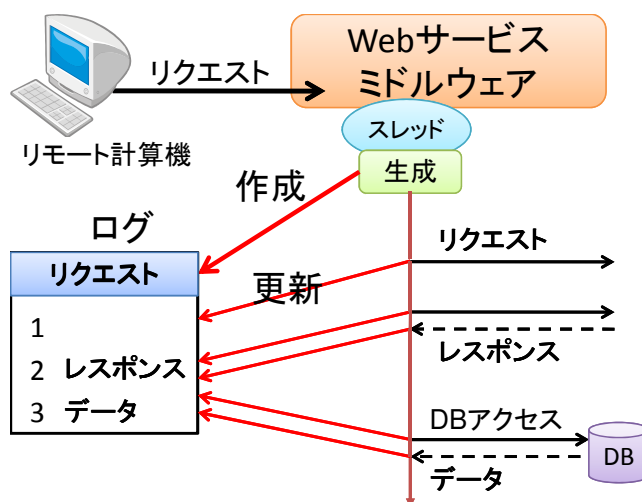 Webサービス
ミドルウェア
リクエスト
スレッド
リモート計算機
生成
作成
ログ
リクエスト
リクエスト
更新
1
2 レスポンス
3 データ
レスポンス
DBアクセス
DB
データ